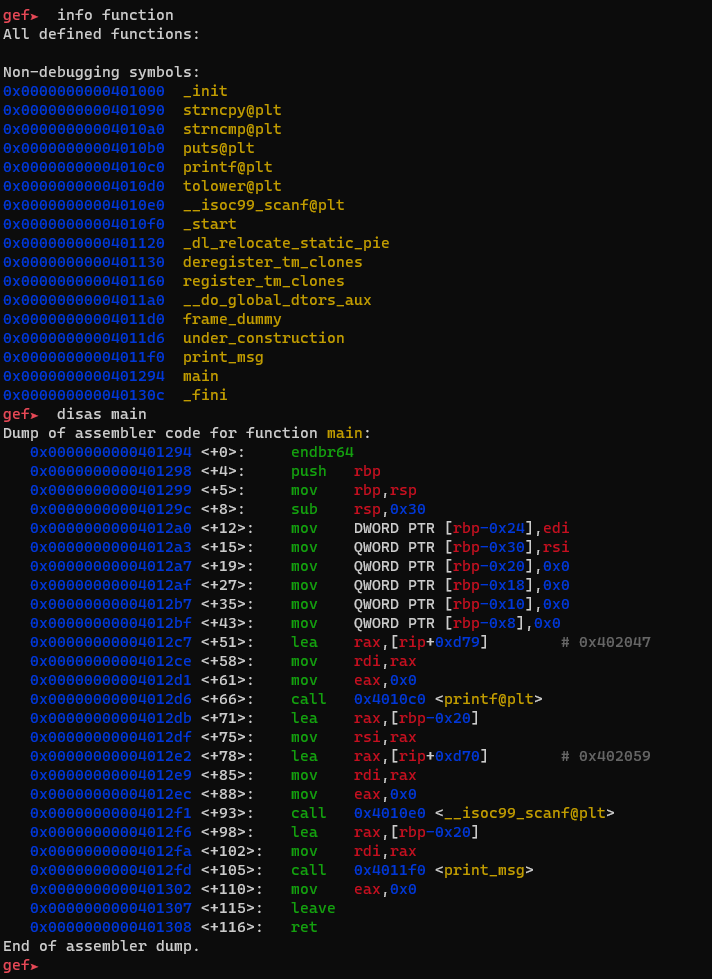 gef➤  info function
All defined functions:

Non-debugging symbols:
0x0000000000401000  _init
0x0000000000401090  strncpy@plt
0x00000000004010a0  strncmp@plt
0x00000000004010b0  puts@plt
0x00000000004010c0  printf@plt
0x00000000004010d0  tolower@plt
0x00000000004010e0  __isoc99_scanf@plt
0x00000000004010f0  _start
0x0000000000401120  _dl_relocate_static_pie
0x0000000000401130  deregister_tm_clones
0x0000000000401160  register_tm_clones
0x00000000004011a0  __do_global_dtors_aux
0x00000000004011d0  frame_dummy
0x00000000004011d6  under_construction
0x00000000004011f0  print_msg
0x0000000000401294  main
0x000000000040130c  _fini
gef➤  disas main
Dump of assembler code for function main:
   0x0000000000401294 <+0>:     endbr64
   0x0000000000401298 <+4>:     push   rbp
   0x0000000000401299 <+5>:     mov    rbp,rsp
   0x000000000040129c <+8>:     sub    rsp,0x30
   0x00000000004012a0 <+12>:    mov    DWORD PTR [rbp-0x24],edi
   0x00000000004012a3 <+15>:    mov    QWORD PTR [rbp-0x30],rsi
   0x00000000004012a7 <+19>:    mov    QWORD PTR [rbp-0x20],0x0
   0x00000000004012af <+27>:    mov    QWORD PTR [rbp-0x18],0x0
   0x00000000004012b7 <+35>:    mov    QWORD PTR [rbp-0x10],0x0
   0x00000000004012bf <+43>:    mov    QWORD PTR [rbp-0x8],0x0
   0x00000000004012c7 <+51>:    lea    rax,[rip+0xd79]        # 0x402047
   0x00000000004012ce <+58>:    mov    rdi,rax
   0x00000000004012d1 <+61>:    mov    eax,0x0
   0x00000000004012d6 <+66>:    call   0x4010c0 <printf@plt>
   0x00000000004012db <+71>:    lea    rax,[rbp-0x20]
   0x00000000004012df <+75>:    mov    rsi,rax
   0x00000000004012e2 <+78>:    lea    rax,[rip+0xd70]        # 0x402059
   0x00000000004012e9 <+85>:    mov    rdi,rax
   0x00000000004012ec <+88>:    mov    eax,0x0
   0x00000000004012f1 <+93>:    call   0x4010e0 <__isoc99_scanf@plt>
   0x00000000004012f6 <+98>:    lea    rax,[rbp-0x20]
   0x00000000004012fa <+102>:   mov    rdi,rax
   0x00000000004012fd <+105>:   call   0x4011f0 <print_msg>
   0x0000000000401302 <+110>:   mov    eax,0x0
   0x0000000000401307 <+115>:   leave
   0x0000000000401308 <+116>:   ret
End of assembler dump.
gef➤